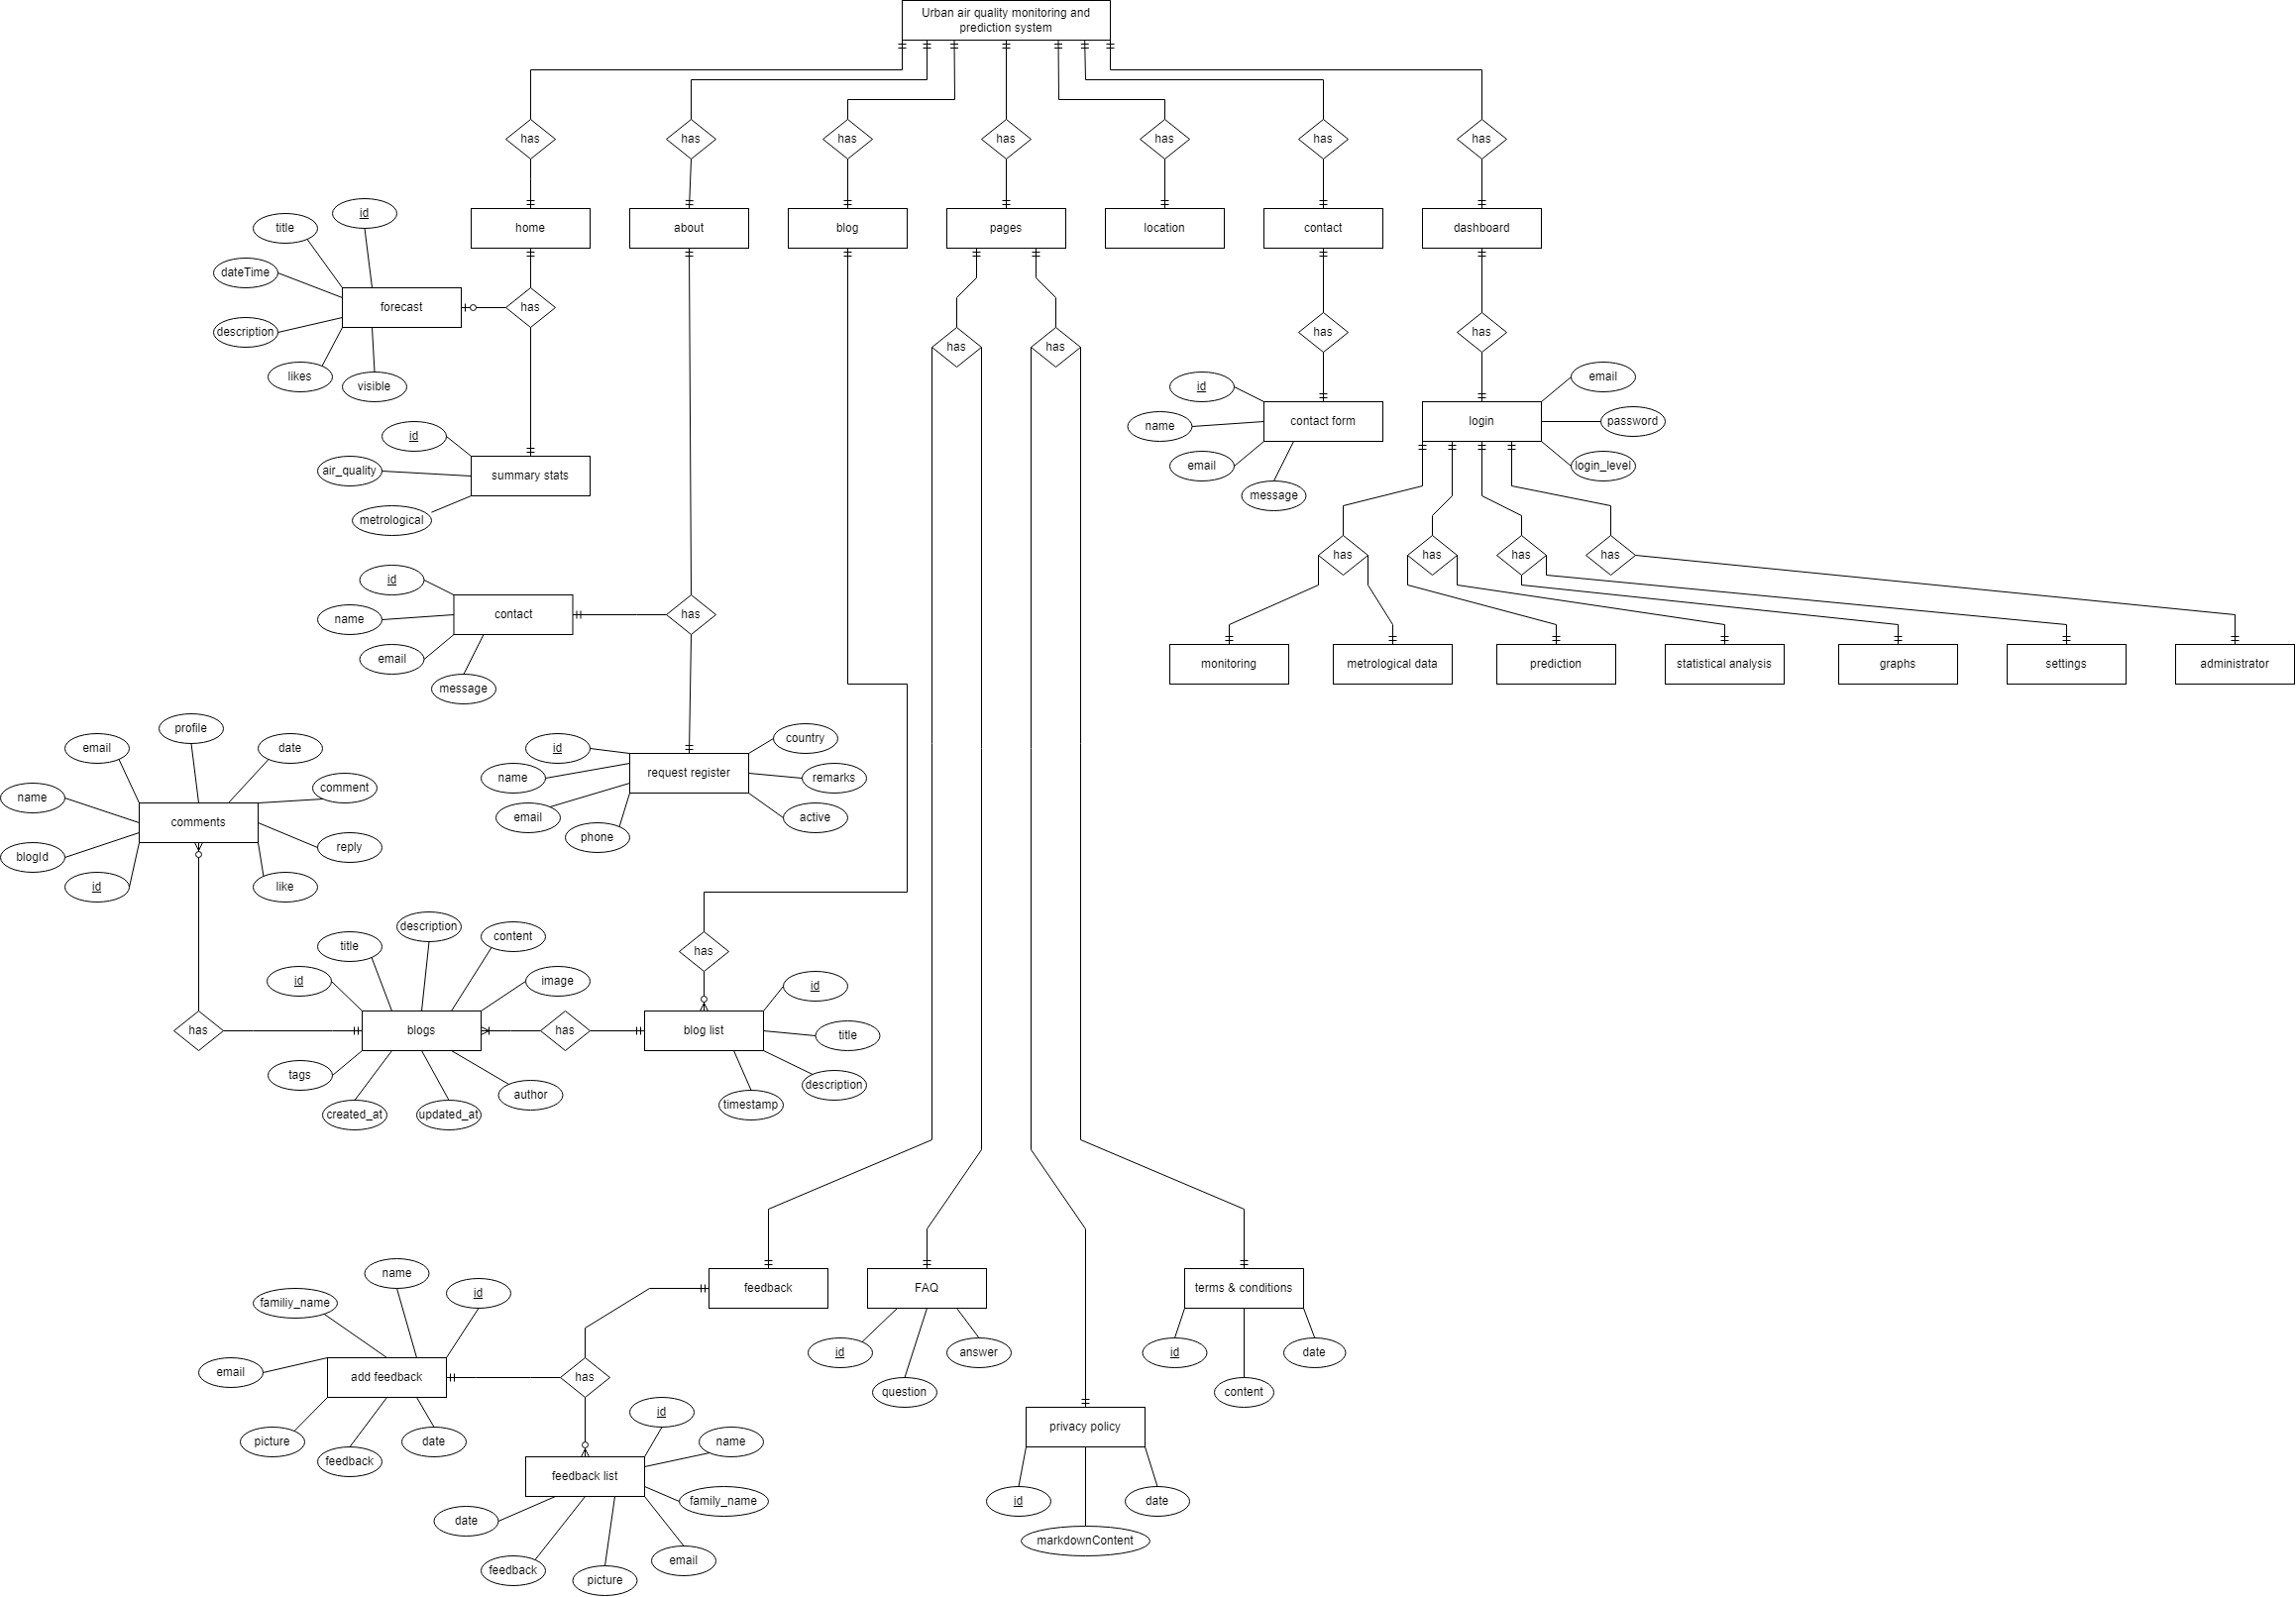 Urban air quality monitoring and
prediction system
has
has
has
has
has
has
has
home
about
blog
pages
location
contact
dashboard
id
title
dateTime
forecast
has
description
likes
visible
has
has
has
has
id
name
contact form
email
message
email
login
password
login_level
id
air_quality
summary stats
metrological
has
has
has
has
id
name
contact
email
message
has
monitoring
metrological data
prediction
statistical analysis
graphs
settings
administrator
profile
email
date
name
comment
comments
blogId
reply
id
like
id
name
request register
country
remarks
email
active
phone
has
description
title
content
id
image
has
blogs
has
blog list
id
title
tags
author
description
created_at
updated_at
timestamp
name
id
familiy_name
email
add feedback
has
picture
feedback
date
feedback
FAQ
terms & conditions
id
answer
question
id
date
content
id
name
feedback list
family_name
date
feedback
picture
email
privacy policy
id
date
markdownContent